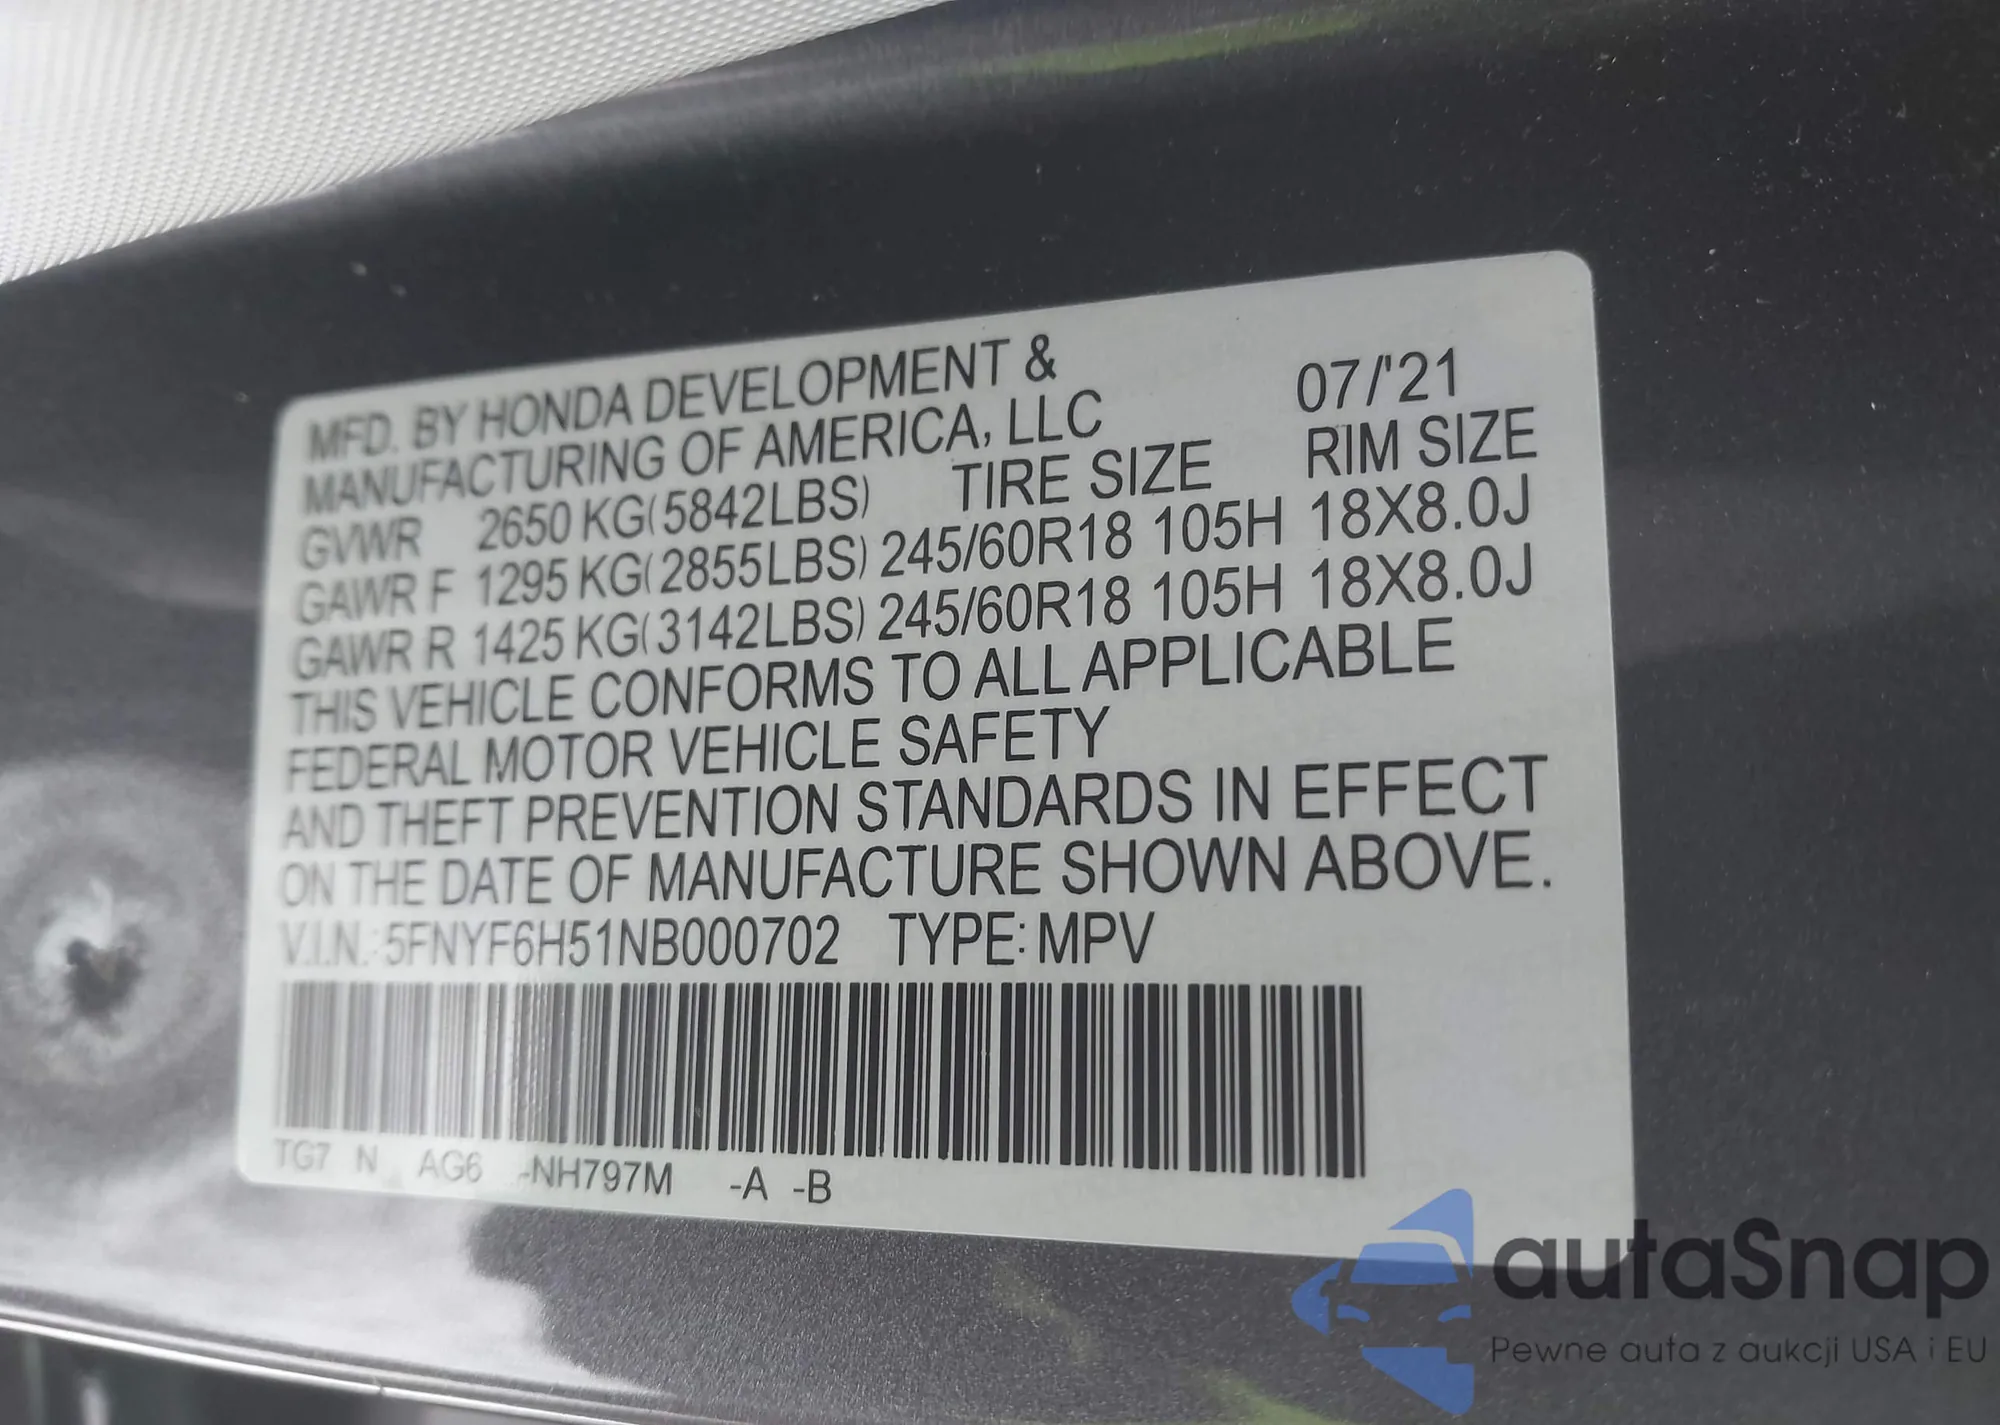 MFD. BY HONDA DEVELOPMENT &
MANUFACTURING OF AMERICA, LLC 07/'21
GVWR 2650 KG(5842LBS) TIRE SIZE RIM SIZE
GAWR F 1295 KG(2855LBS) 245/60R18 105H 18X8.0J
GAWR R 1425 KG(3142LBS) 245/60R18 105H 18X8.0J
THIS VEHICLE CONFORMS TO ALL APPLICABLE
FEDERAL MOTOR VEHICLE SAFETY
AND THEFT PREVENTION STANDARDS IN EFFECT
ON THE DATE OF MANUFACTURE SHOWN ABOVE.
V.I.N.: 5FNYF6H51NB000702 TYPE: MPV
TG7 N AG6 -NH797M -A -B
autaSnap
Pewne auta z aukcji USA i EU